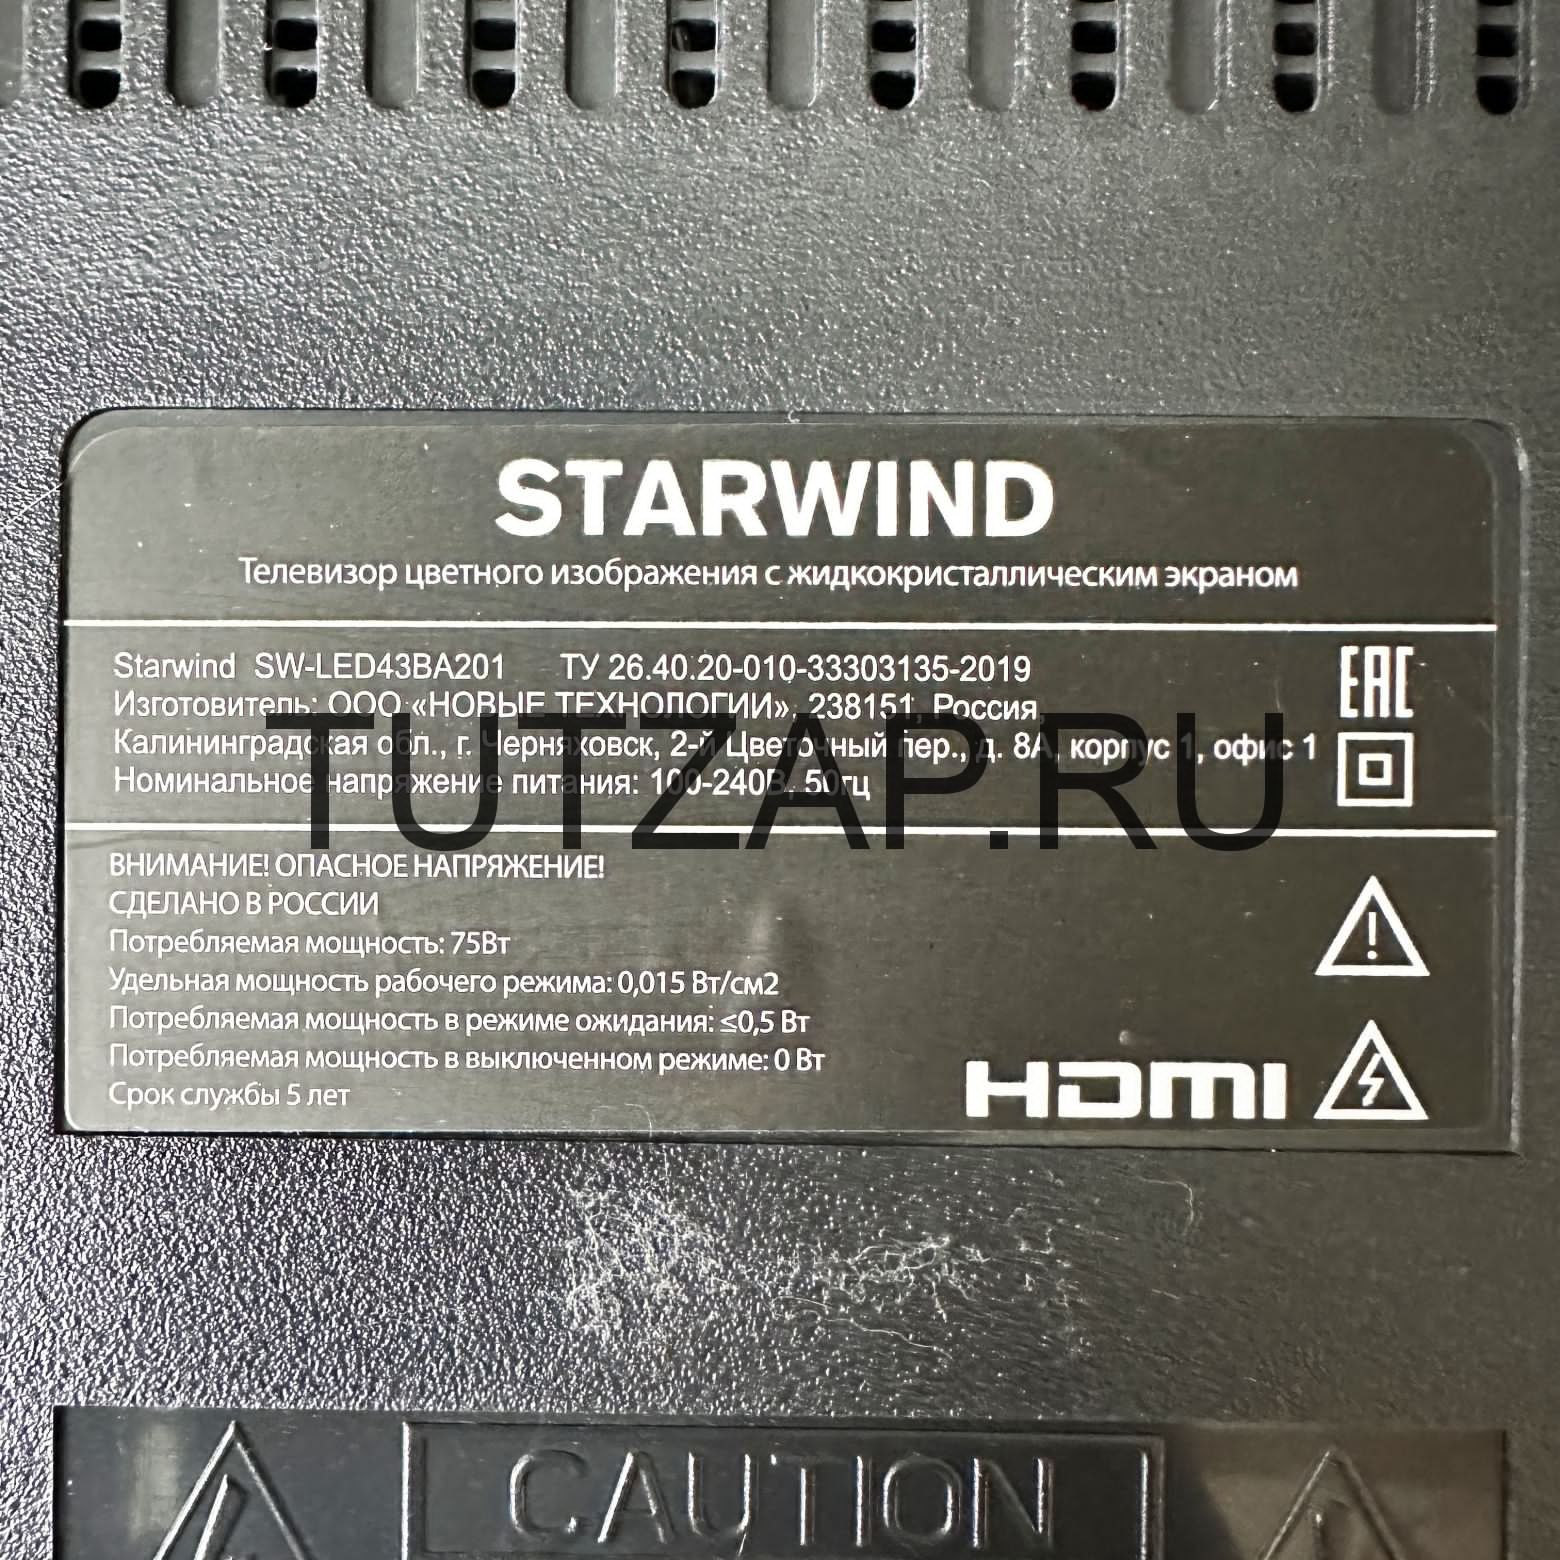 STARWIND
Телевизор цветного изображения с жидкокристаллическим экраном
Starwind SW-LED43BA201 ТУ 26.40.20-010-33303135-2019
EAC
Изготовитель: ООО «НОВЫЕ ТЕХНОЛОГИИ», 238151, Россия,
Калининградская обл., г. Черняховск, 2-й Цветочный пер., д. 8А, корпус 1, офис 1
Номинальное напряжение питания: 100-240В, 50гц
TUTZAP.RU
ВНИМАНИЕ! ОПАСНОЕ НАПРЯЖЕНИЕ!
СДЕЛАНО В РОССИИ
Потребляемая мощность: 75Вт
Удельная мощность рабочего режима: 0,015 Вт/см2
Потребляемая мощность в режиме ожидания: ≤0,5 Вт
Потребляемая мощность в выключенном режиме: 0 Вт
Срок службы 5 лет
HDMI
CAUTION